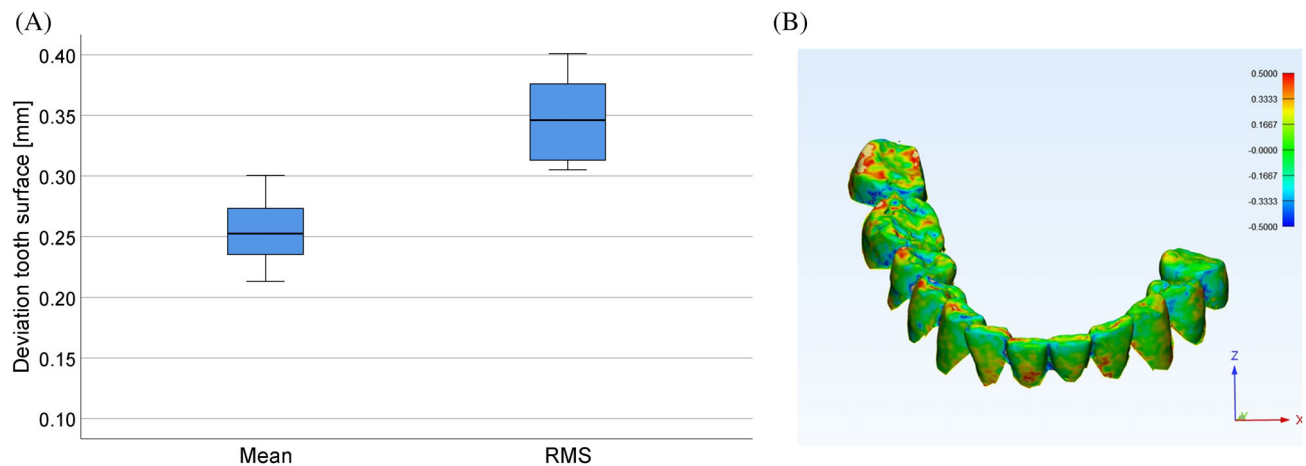 (A)
(B)
Deviation tooth surface [mm]
0.40
0.35
0.30
0.25
0.20
0.15
0.10
Mean
RMS
0.5000
0.3333
0.1667
-0.0000
-0.1667
-0.3333
-0.5000
Z
Y
X